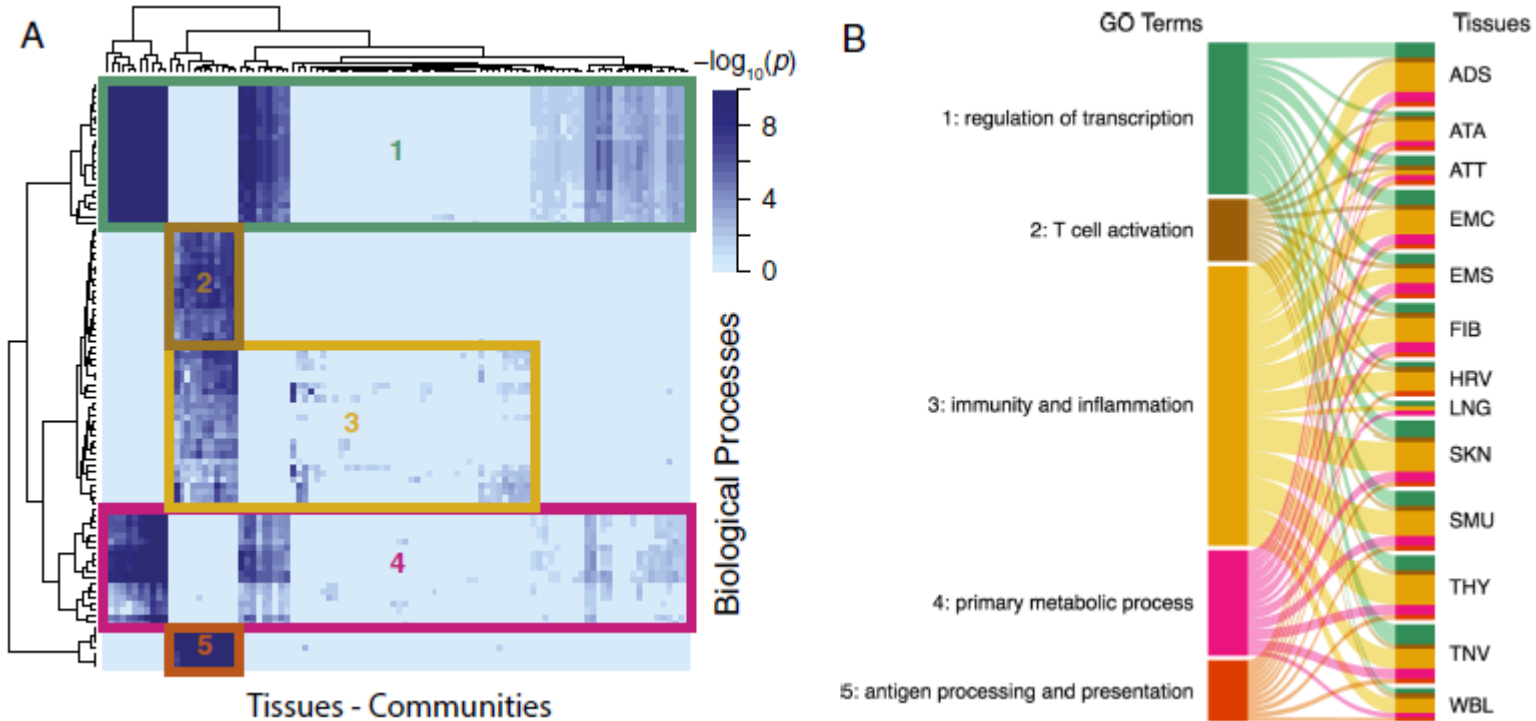 A
−log10(p)
8
4
0
1
2
3
4
5
Biological Processes
Tissues - Communities
B
GO Terms
Tissues
1: regulation of transcription
2: T cell activation
3: immunity and inflammation
4: primary metabolic process
5: antigen processing and presentation
ADS
ATA
ATT
EMC
EMS
FIB
HRV
LNG
SKN
SMU
THY
TNV
WBL